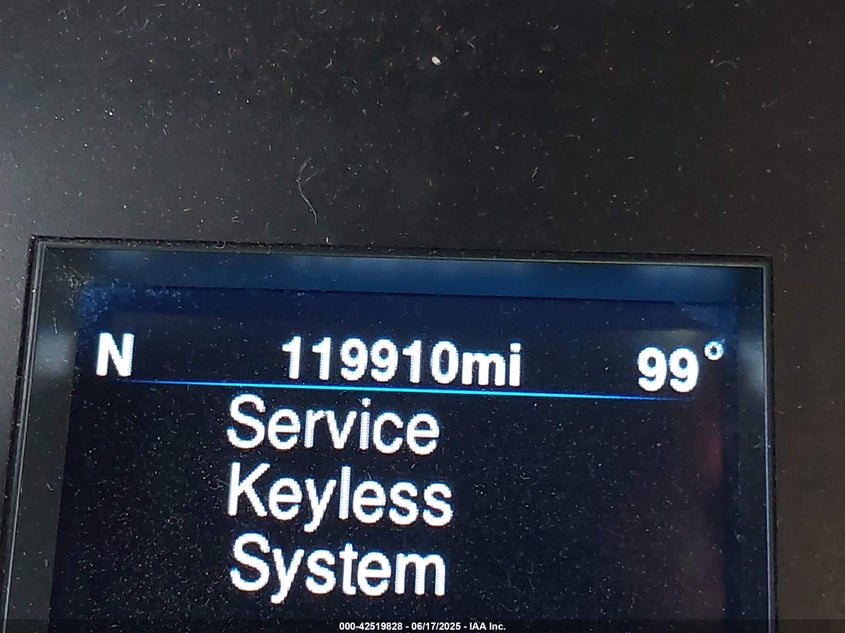 N 119910mi 99°
Service
Keyless
System
000-42519828 - 06/17/2025 - IAA Inc.